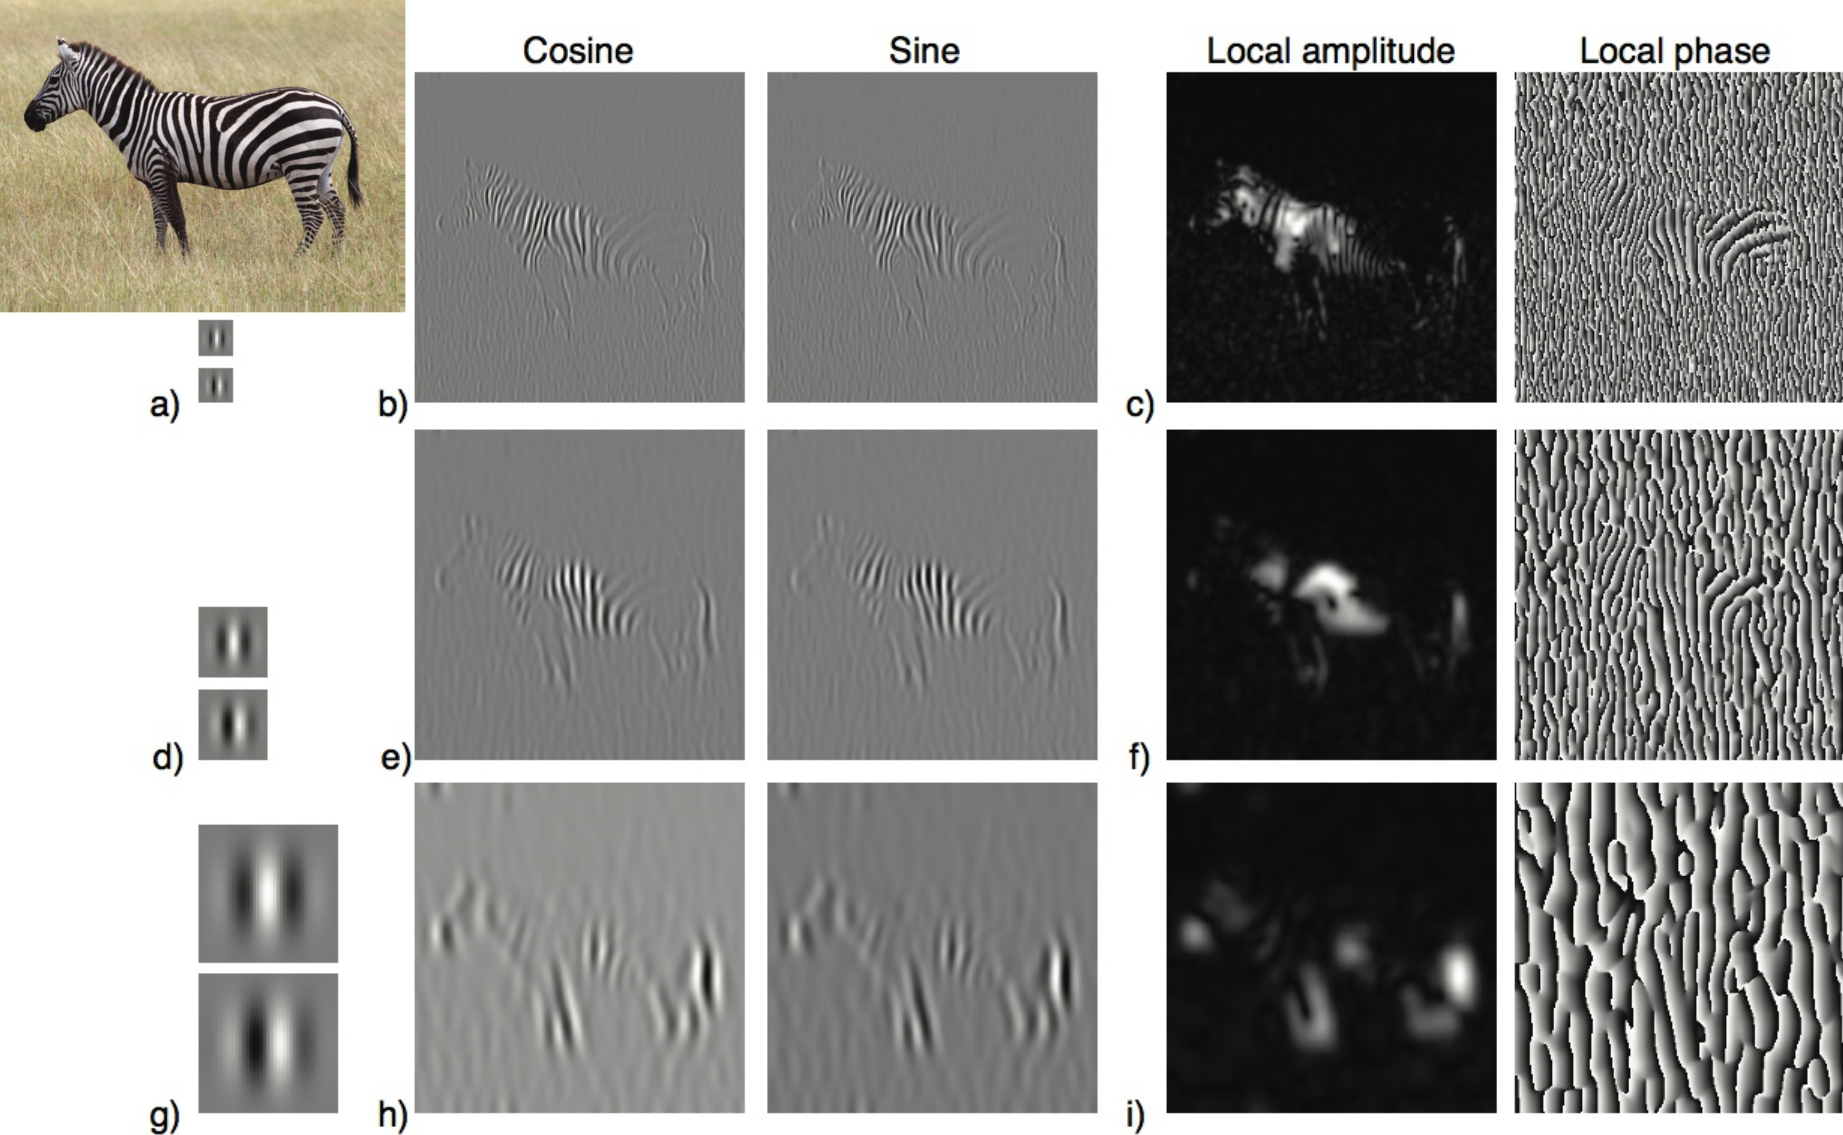 Cosine
Sine
Local amplitude
Local phase
a)
b)
c)
d)
e)
f)
g)
h)
i)